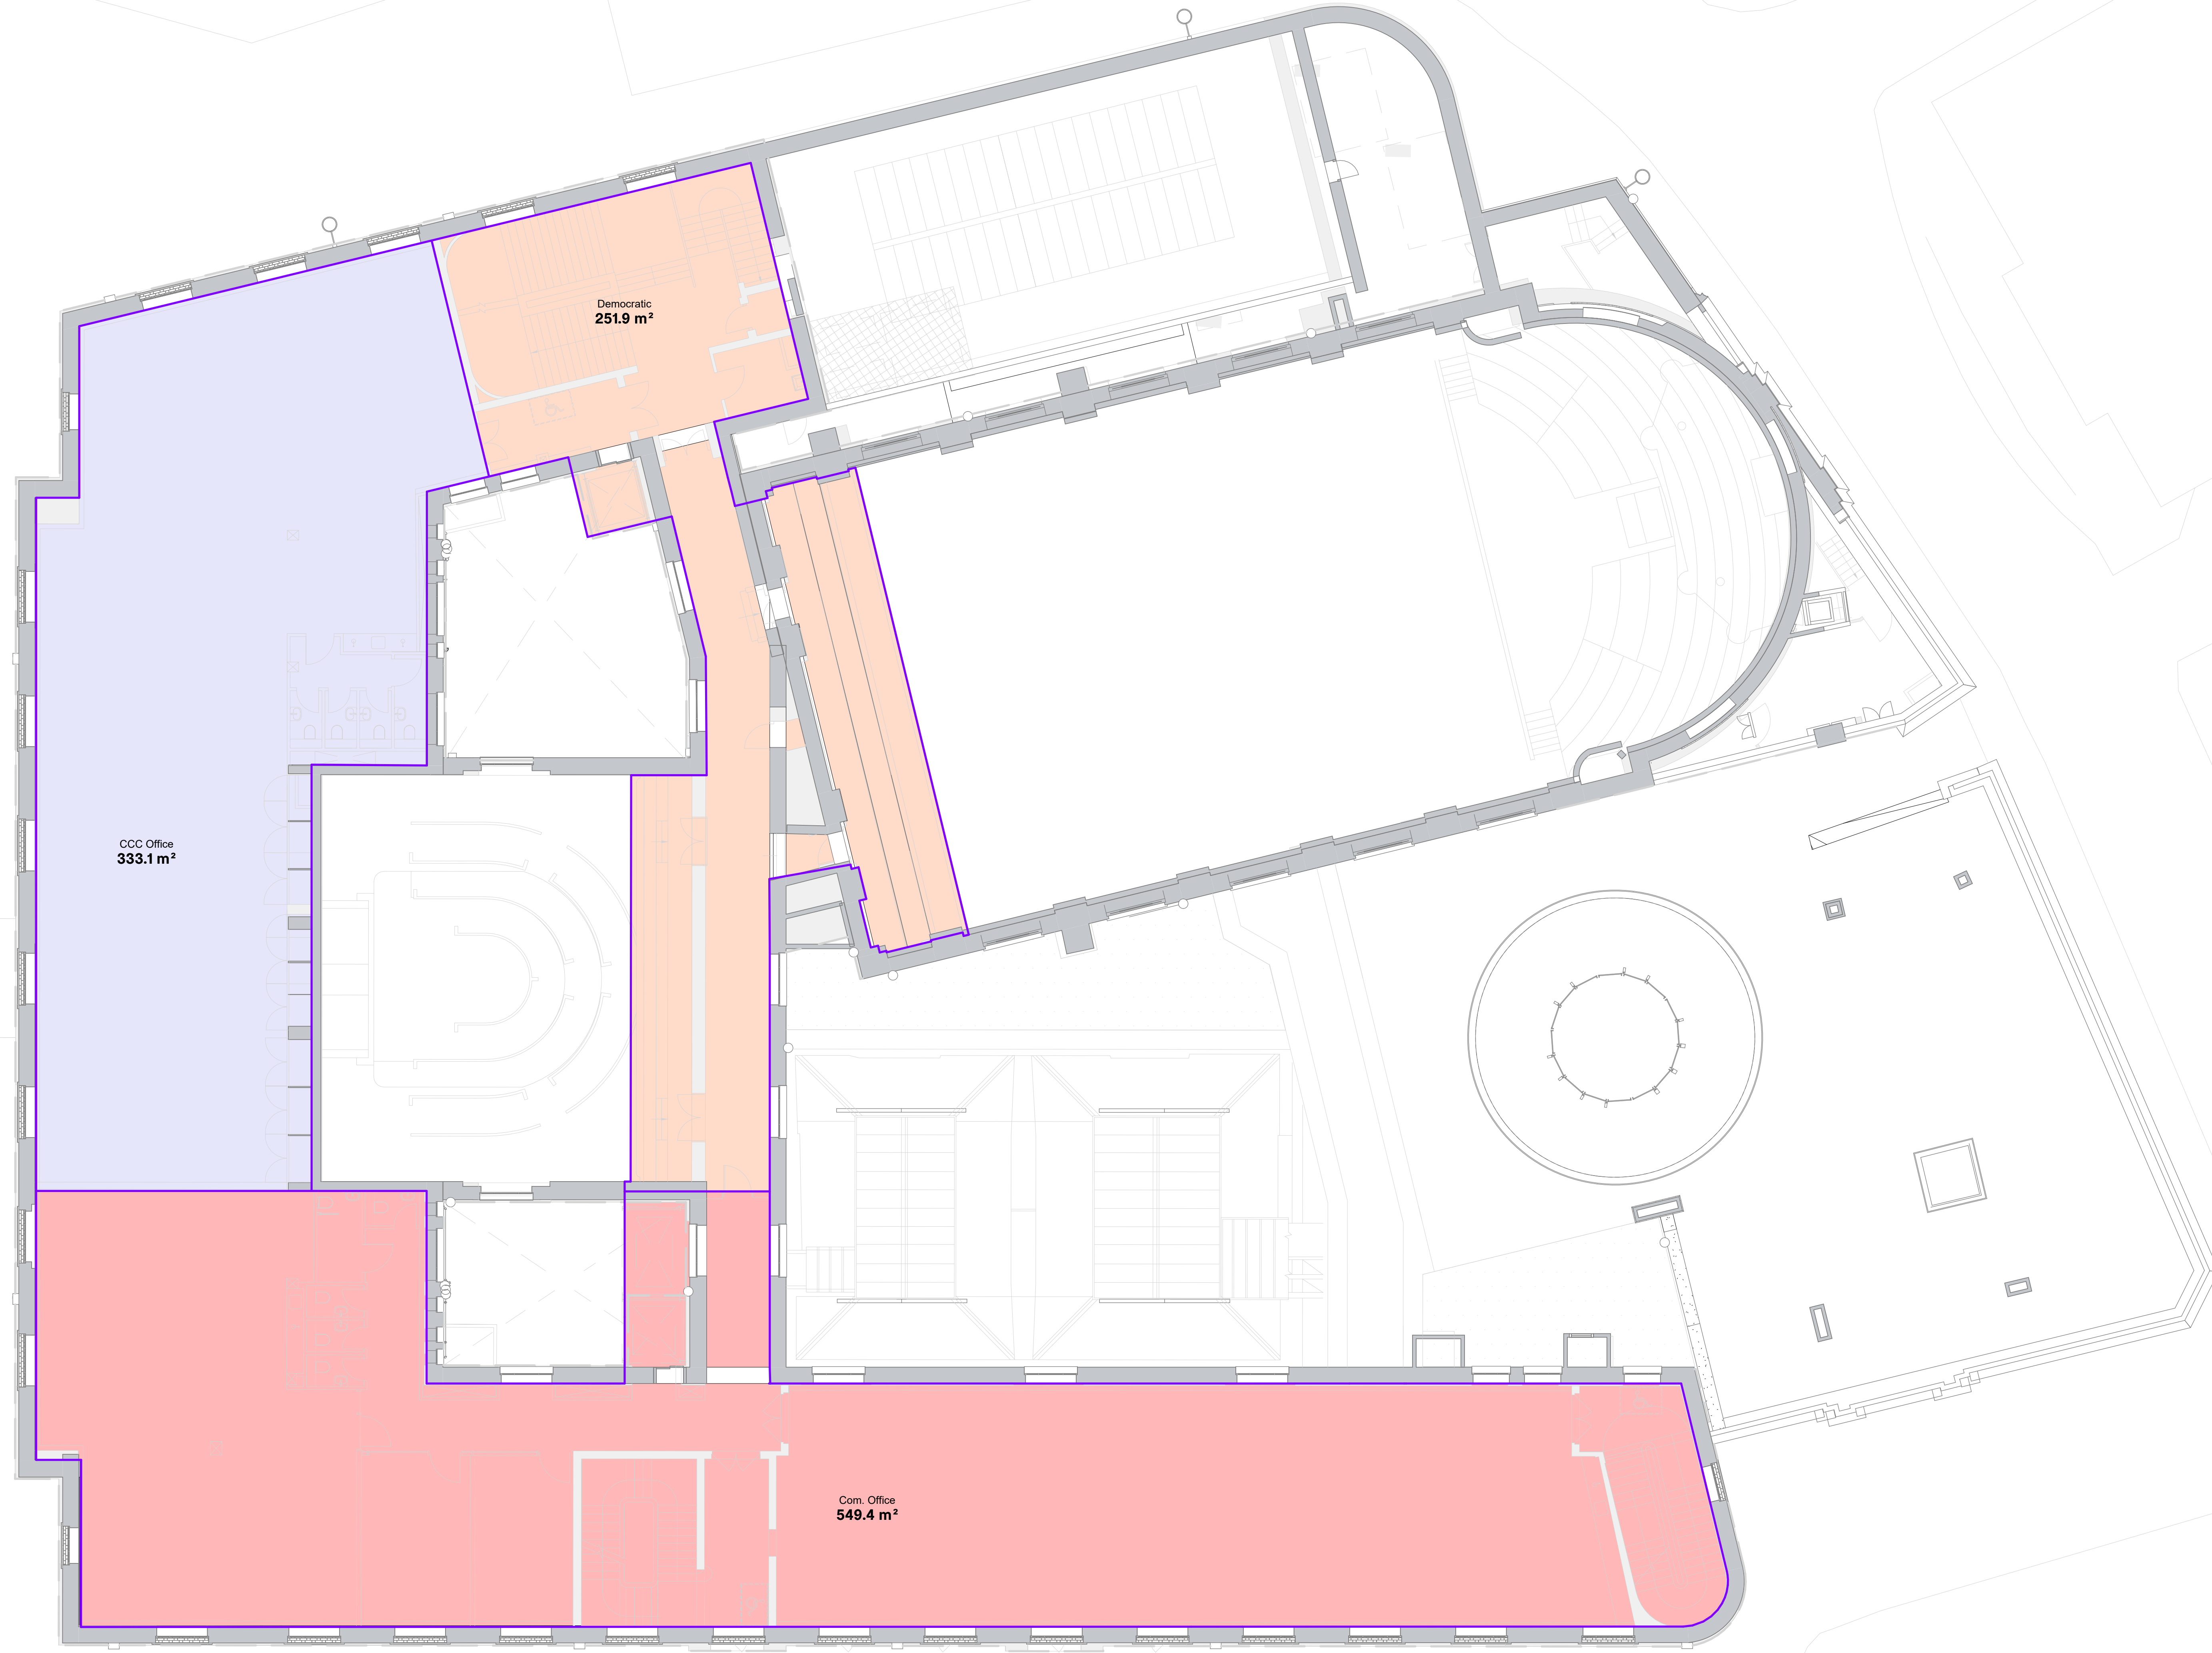 Democratic
251.9 m²
CCC Office
333.1 m²
Com. Office
549.4 m²